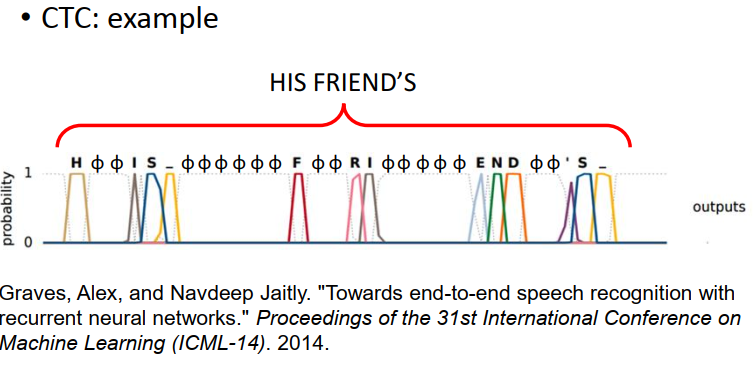 • CTC: example
HIS FRIEND’S
H ϕ ϕ I S _ ϕ ϕ ϕ ϕ ϕ ϕ F ϕ ϕ R I ϕ ϕ ϕ ϕ ϕ E N D ϕ ϕ ' S _
probability
1
0
outputs
Graves, Alex, and Navdeep Jaitly. "Towards end-to-end speech recognition with
recurrent neural networks." Proceedings of the 31st International Conference on
Machine Learning (ICML-14). 2014.